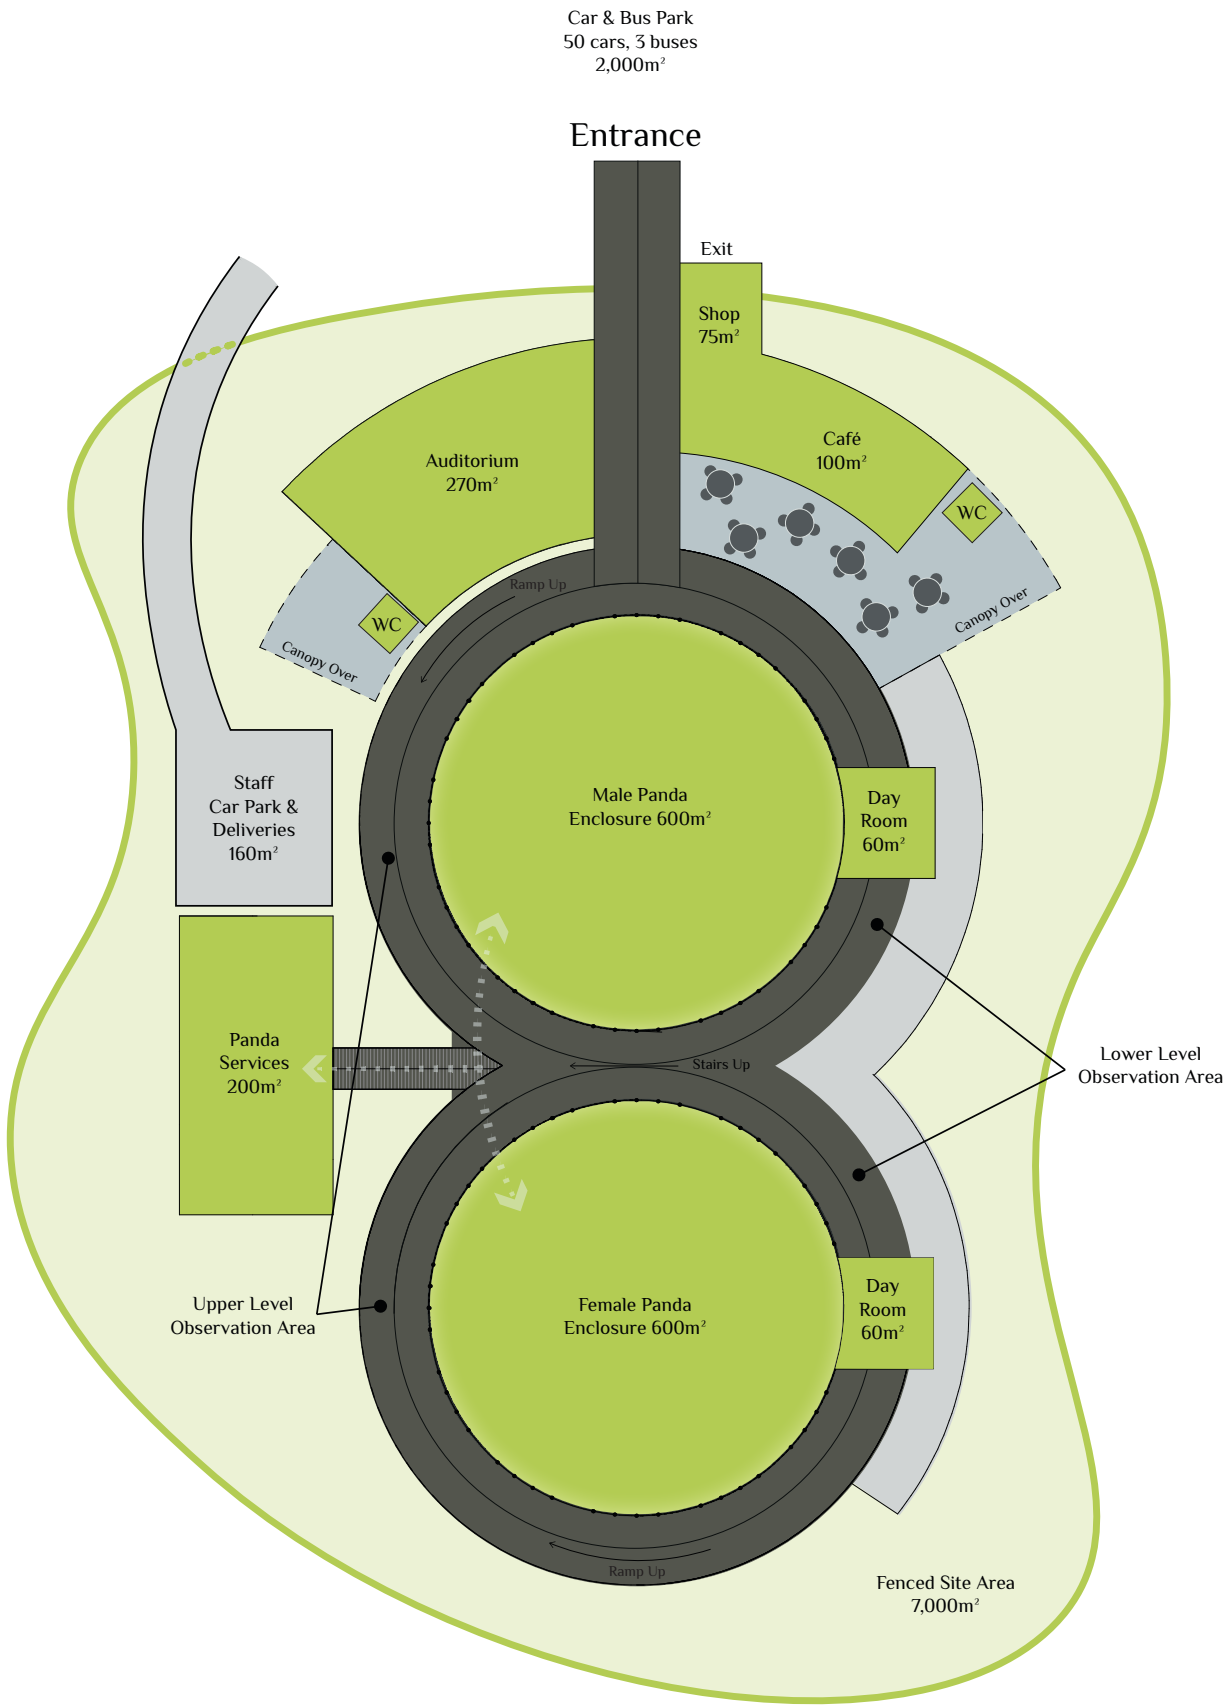 Car & Bus Park
50 cars, 3 buses
2,000m²
Entrance
Exit
Shop
75m²
Café
100m²
Auditorium
270m²
WC
WC
Ramp Up
Canopy Over
Canopy Over
Staff
Car Park &
Deliveries
160m²
Male Panda
Enclosure 600m²
Day
Room
60m²
Panda
Services
200m²
Stairs Up
Lower Level
Observation Area
Upper Level
Observation Area
Female Panda
Enclosure 600m²
Day
Room
60m²
Ramp Up
Fenced Site Area
7,000m²